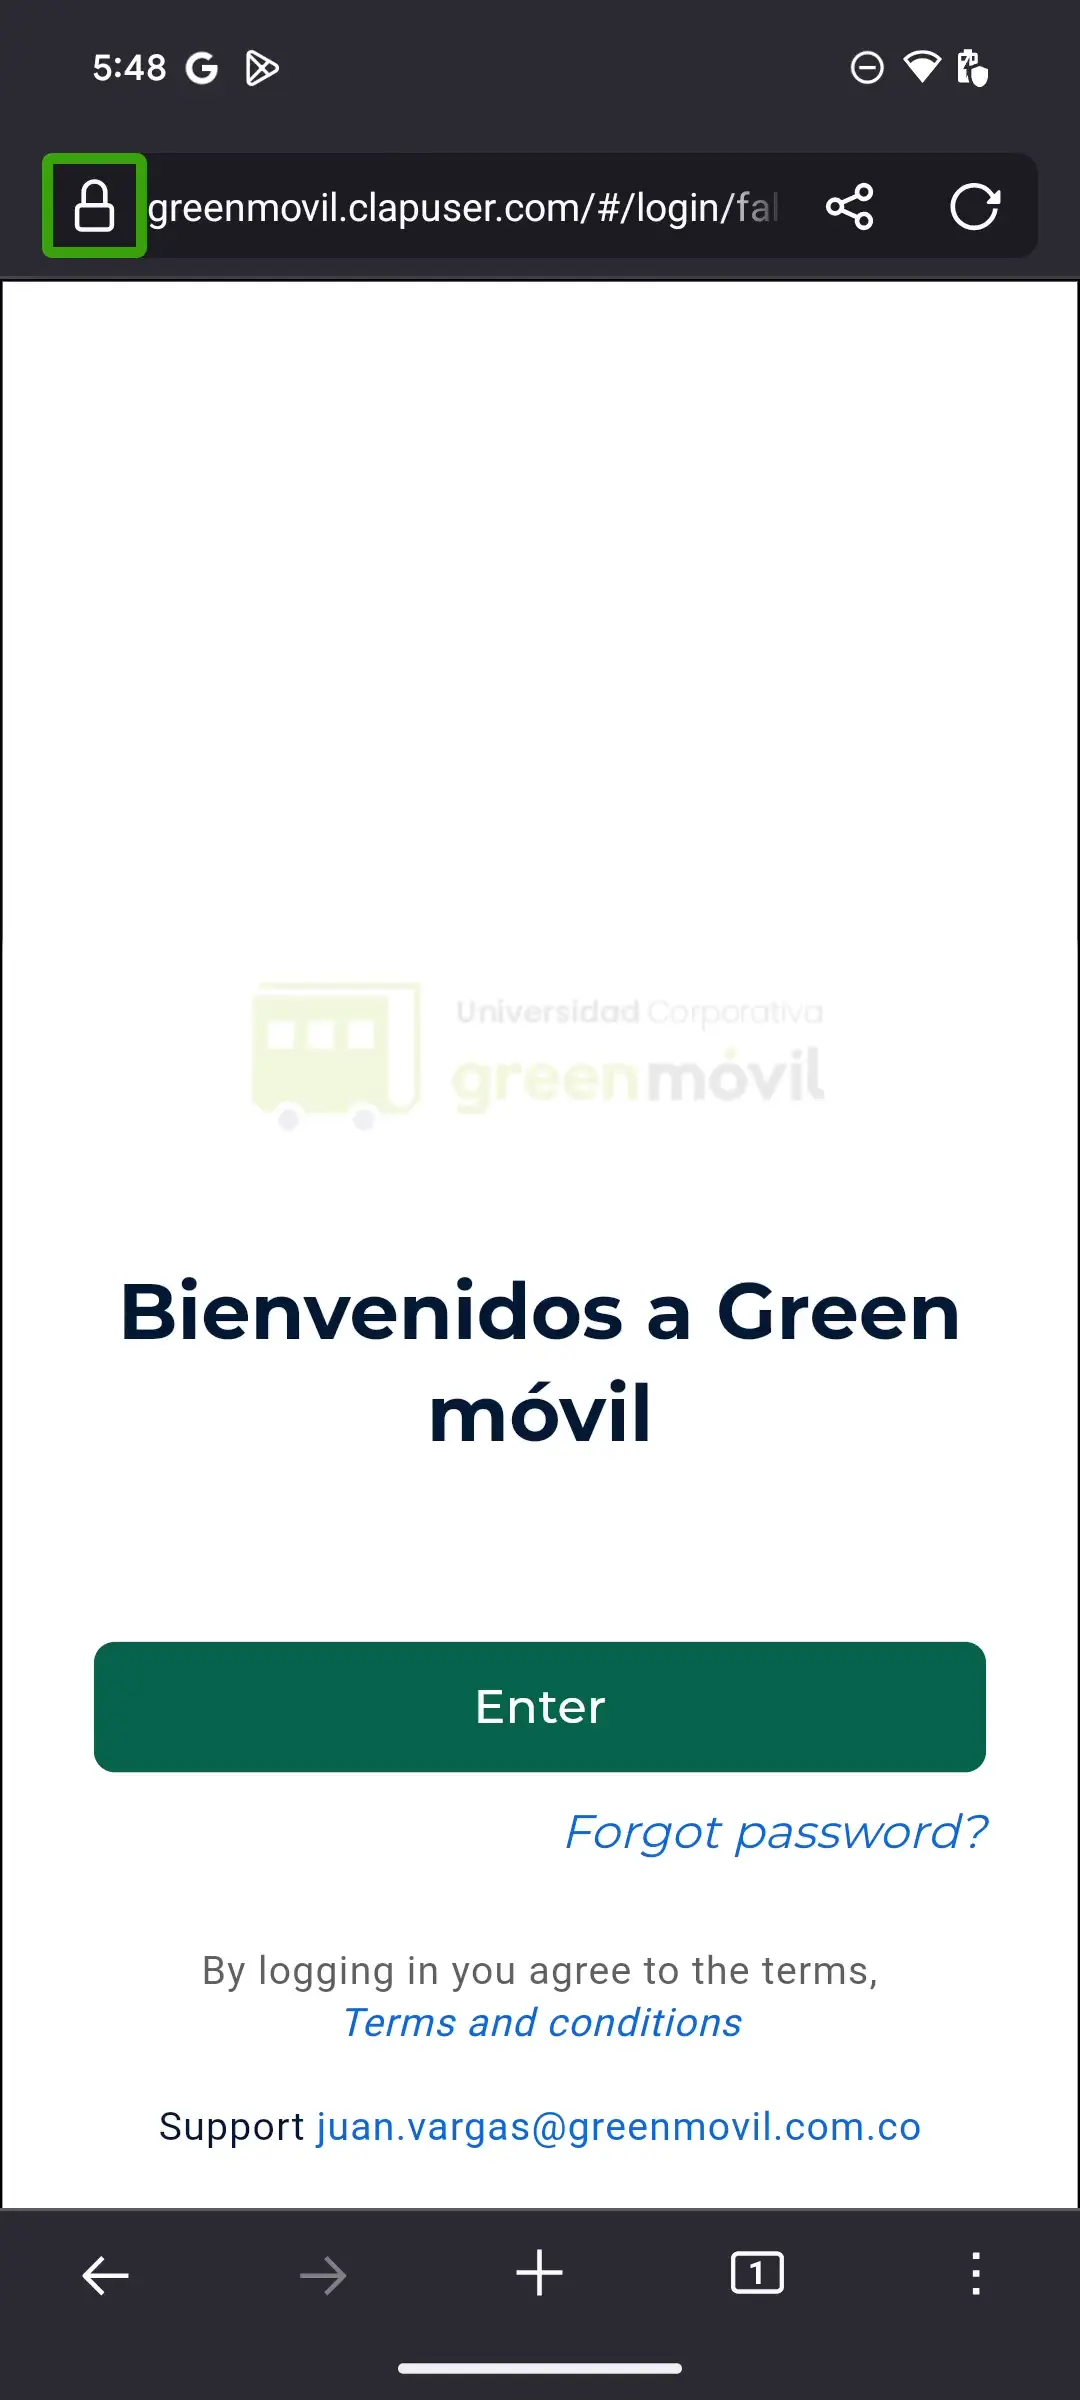 5:48
greenmovil.clapuser.com/#/login/fal
Universidad Corporativa
greenmóvil
Bienvenidos a Green
móvil
Enter
Forgot password?
By logging in you agree to the terms,
Terms and conditions
Support juan.vargas@greenmovil.com.co
1